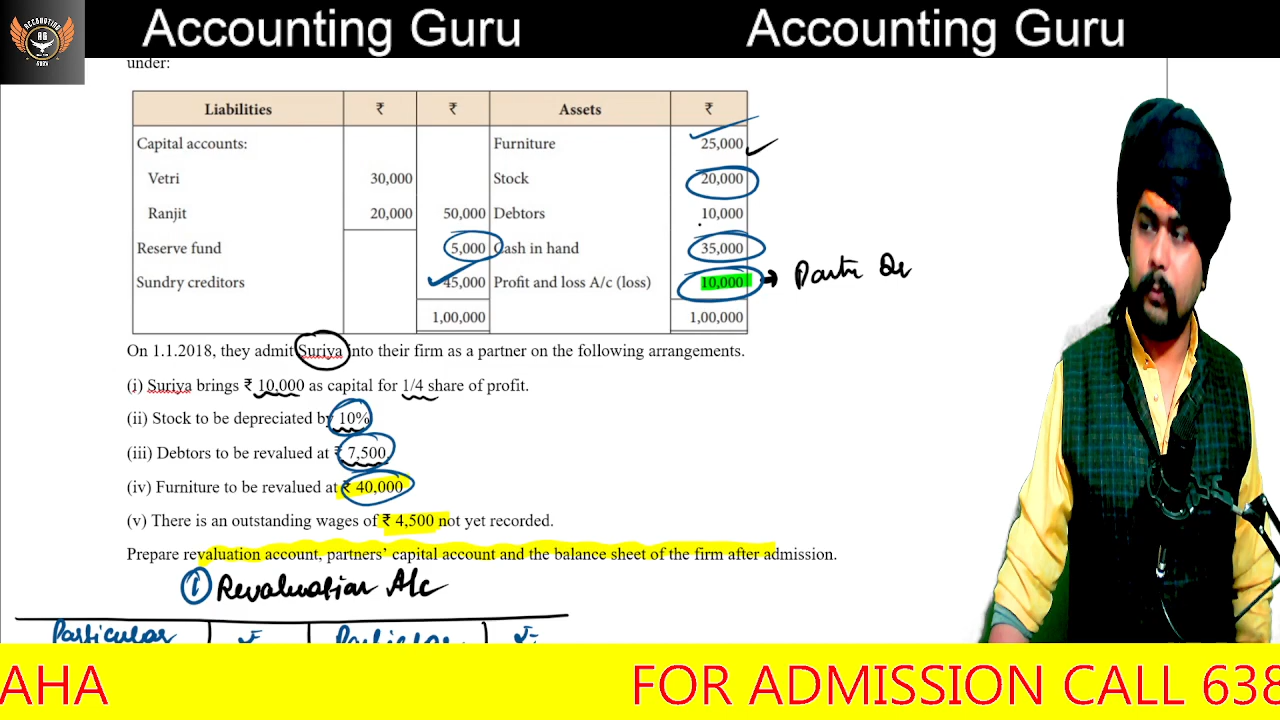 ACCOUNTING
AG
GURU
Accounting Guru Accounting Guru
under:
Liabilities ₹ ₹ Assets ₹
Capital accounts: Furniture 25,000
Vetri 30,000 Stock 20,000
Ranjit 20,000 50,000 Debtors 10,000
Reserve fund 5,000 Cash in hand 35,000
Sundry creditors 45,000 Profit and loss A/c (loss) 10,000
1,00,000 1,00,000
On 1.1.2018, they admit Suriya into their firm as a partner on the following arrangements.
(i) Suriya brings ₹ 10,000 as capital for 1/4 share of profit.
(ii) Stock to be depreciated by 10%
(iii) Debtors to be revalued at ₹ 7,500
(iv) Furniture to be revalued at ₹ 40,000
(v) There is an outstanding wages of ₹ 4,500 not yet recorded.
Prepare revaluation account, partners’ capital account and the balance sheet of the firm after admission.
① Revaluation A/c
Particular ₹ Particular ₹
AHA FOR ADMISSION CALL 638